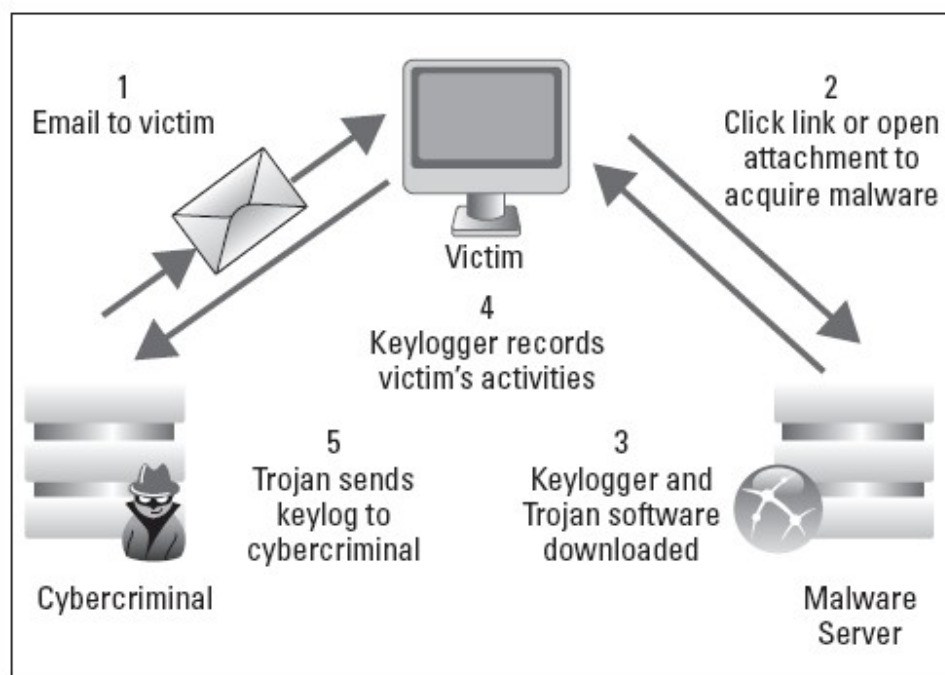 1
Email to victim
2
Click link or open
attachment to
acquire malware
Victim
4
Keylogger records
victim's activities
5
Trojan sends
keylog to
cybercriminal
3
Keylogger and
Trojan software
downloaded
Cybercriminal
Malware
Server